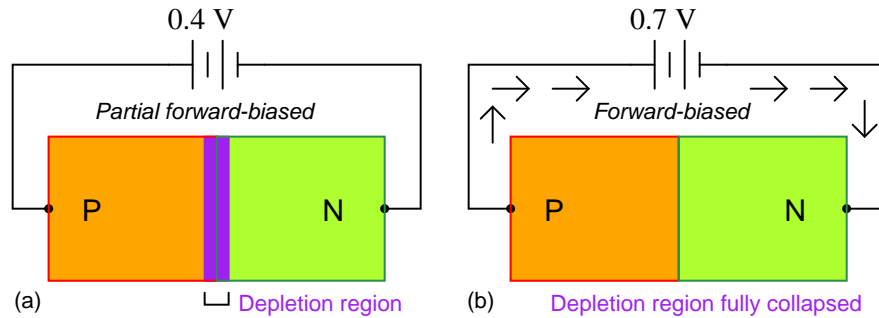 0.4 V
Partial forward-biased
P
N
(a)
Depletion region
0.7 V
Forward-biased
P
N
(b)
Depletion region fully collapsed